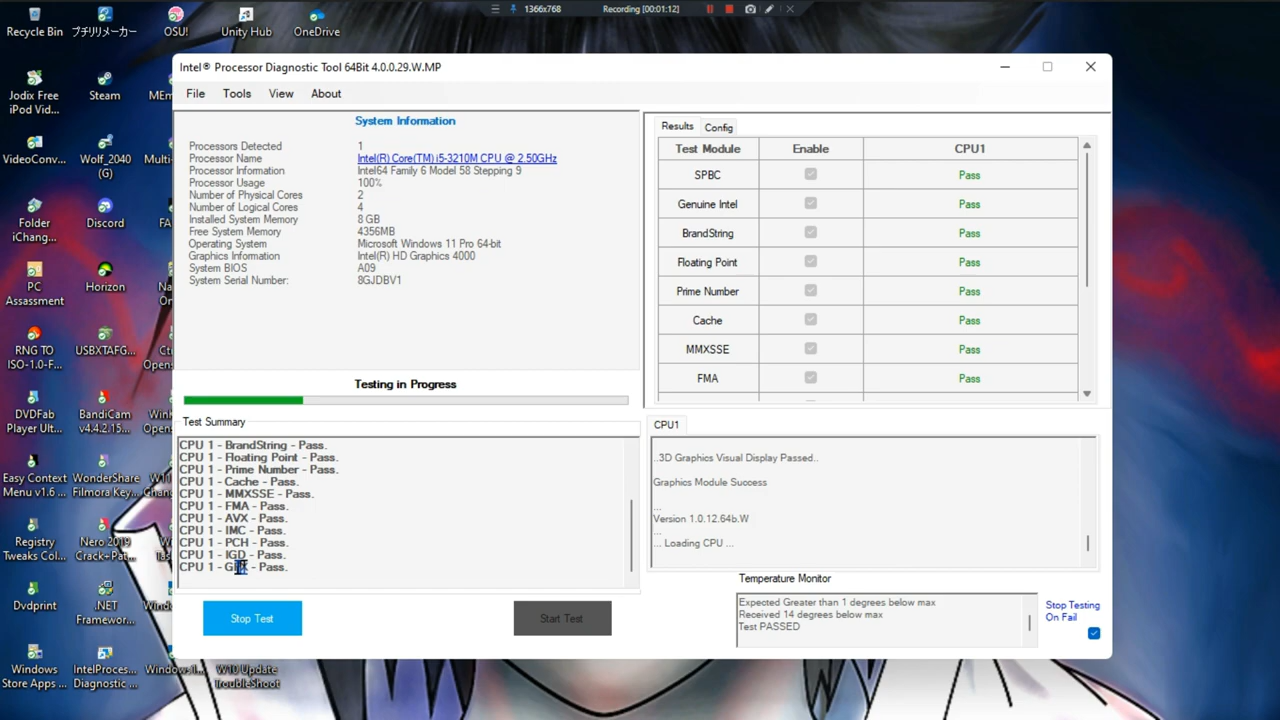 1366x768
Recording [00:01:12]
Recycle Bin
プチリメーカー
OSU!
Unity Hub
OneDrive
Jodix Free
iPod Vid...
Steam
VideoConv...
Wolf_2040
(G)
Multi-
Folder
iChang...
Discord
PC
Assassment
Horizon
RNG TO
ISO-1.0-F...
USBXTAFG...
Opens
DVDFab
Player Ult...
BandiCam
v4.4.2.15...
Opens
Easy Context
Menu v1.6 ...
WonderShare
Filmora Key...
Registry
Tweaks Col...
Nero 2019
Crack+Pat...
Dvdprint
.NET
Framewor...
Windows
Store Apps ...
IntelProces...
Diagnostic ...
W10 Update
TroubleShoot
Intel® Processor Diagnostic Tool 64Bit 4.0.0.29.W.MP
File Tools View About
System Information
Processors Detected 1
Processor Name Intel(R) Core(TM) i5-3210M CPU @ 2.50GHz
Processor Information Intel64 Family 6 Model 58 Stepping 9
Processor Usage 100%
Number of Physical Cores 2
Number of Logical Cores 4
Installed System Memory 8 GB
Free System Memory 4356MB
Operating System Microsoft Windows 11 Pro 64-bit
Graphics Information Intel(R) HD Graphics 4000
System BIOS A09
System Serial Number: 8GJDBV1
Testing in Progress
Test Summary
CPU 1 - BrandString - Pass.
CPU 1 - Floating Point - Pass.
CPU 1 - Prime Number - Pass.
CPU 1 - Cache - Pass.
CPU 1 - MMXSSE - Pass.
CPU 1 - FMA - Pass.
CPU 1 - AVX - Pass.
CPU 1 - IMC - Pass.
CPU 1 - PCH - Pass.
CPU 1 - IGD - Pass.
CPU 1 - - Pass.
Stop Test
Start Test
Results Config
Test Module Enable CPU1
SPBC Pass
Genuine Intel Pass
BrandString Pass
Floating Point Pass
Prime Number Pass
Cache Pass
MMXSSE Pass
FMA Pass
CPU1
..3D Graphics Visual Display Passed..
Graphics Module Success
...
Version 1.0.12.64b.W
...
... Loading CPU ...
Temperature Monitor
Expected Greater than 1 degrees below max
Received 14 degrees below max
Test PASSED
Stop Testing
On Fail